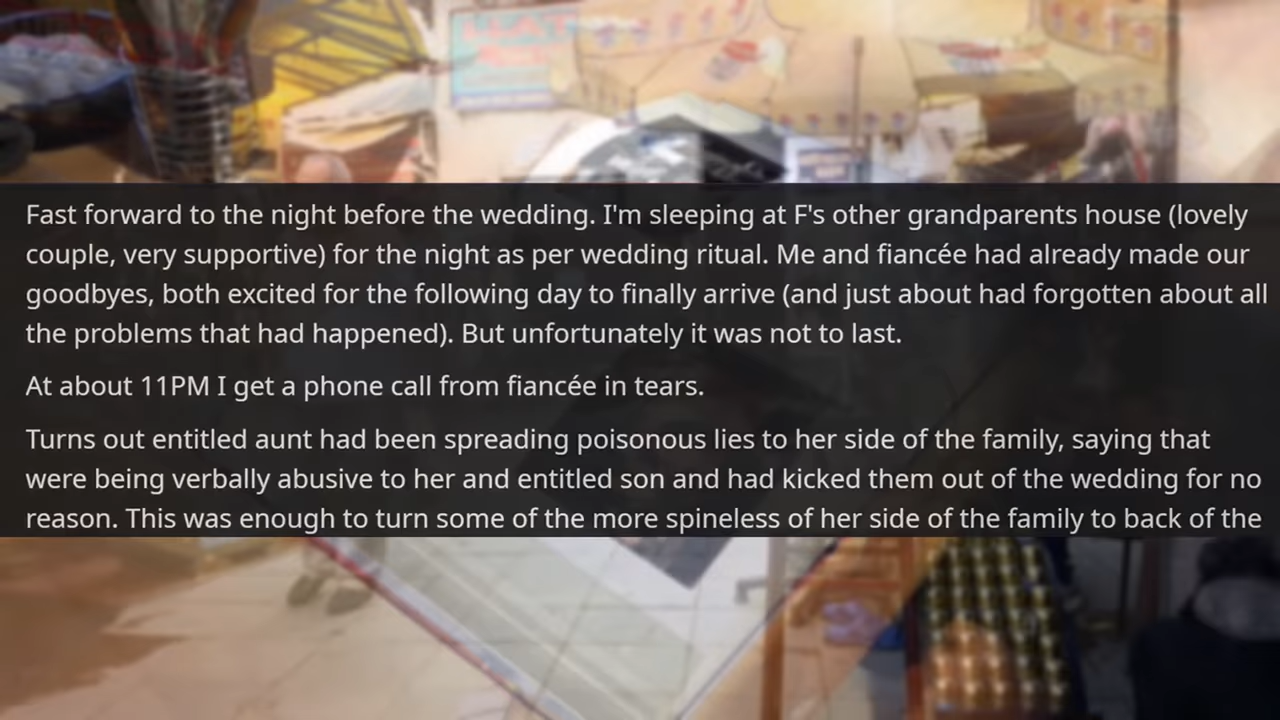 Fast forward to the night before the wedding. I'm sleeping at F's other grandparents house (lovely
couple, very supportive) for the night as per wedding ritual. Me and fiancée had already made our
goodbyes, both excited for the following day to finally arrive (and just about had forgotten about all
the problems that had happened). But unfortunately it was not to last.
At about 11PM I get a phone call from fiancée in tears.
Turns out entitled aunt had been spreading poisonous lies to her side of the family, saying that
were being verbally abusive to her and entitled son and had kicked them out of the wedding for no
reason. This was enough to turn some of the more spineless of her side of the family to back of the